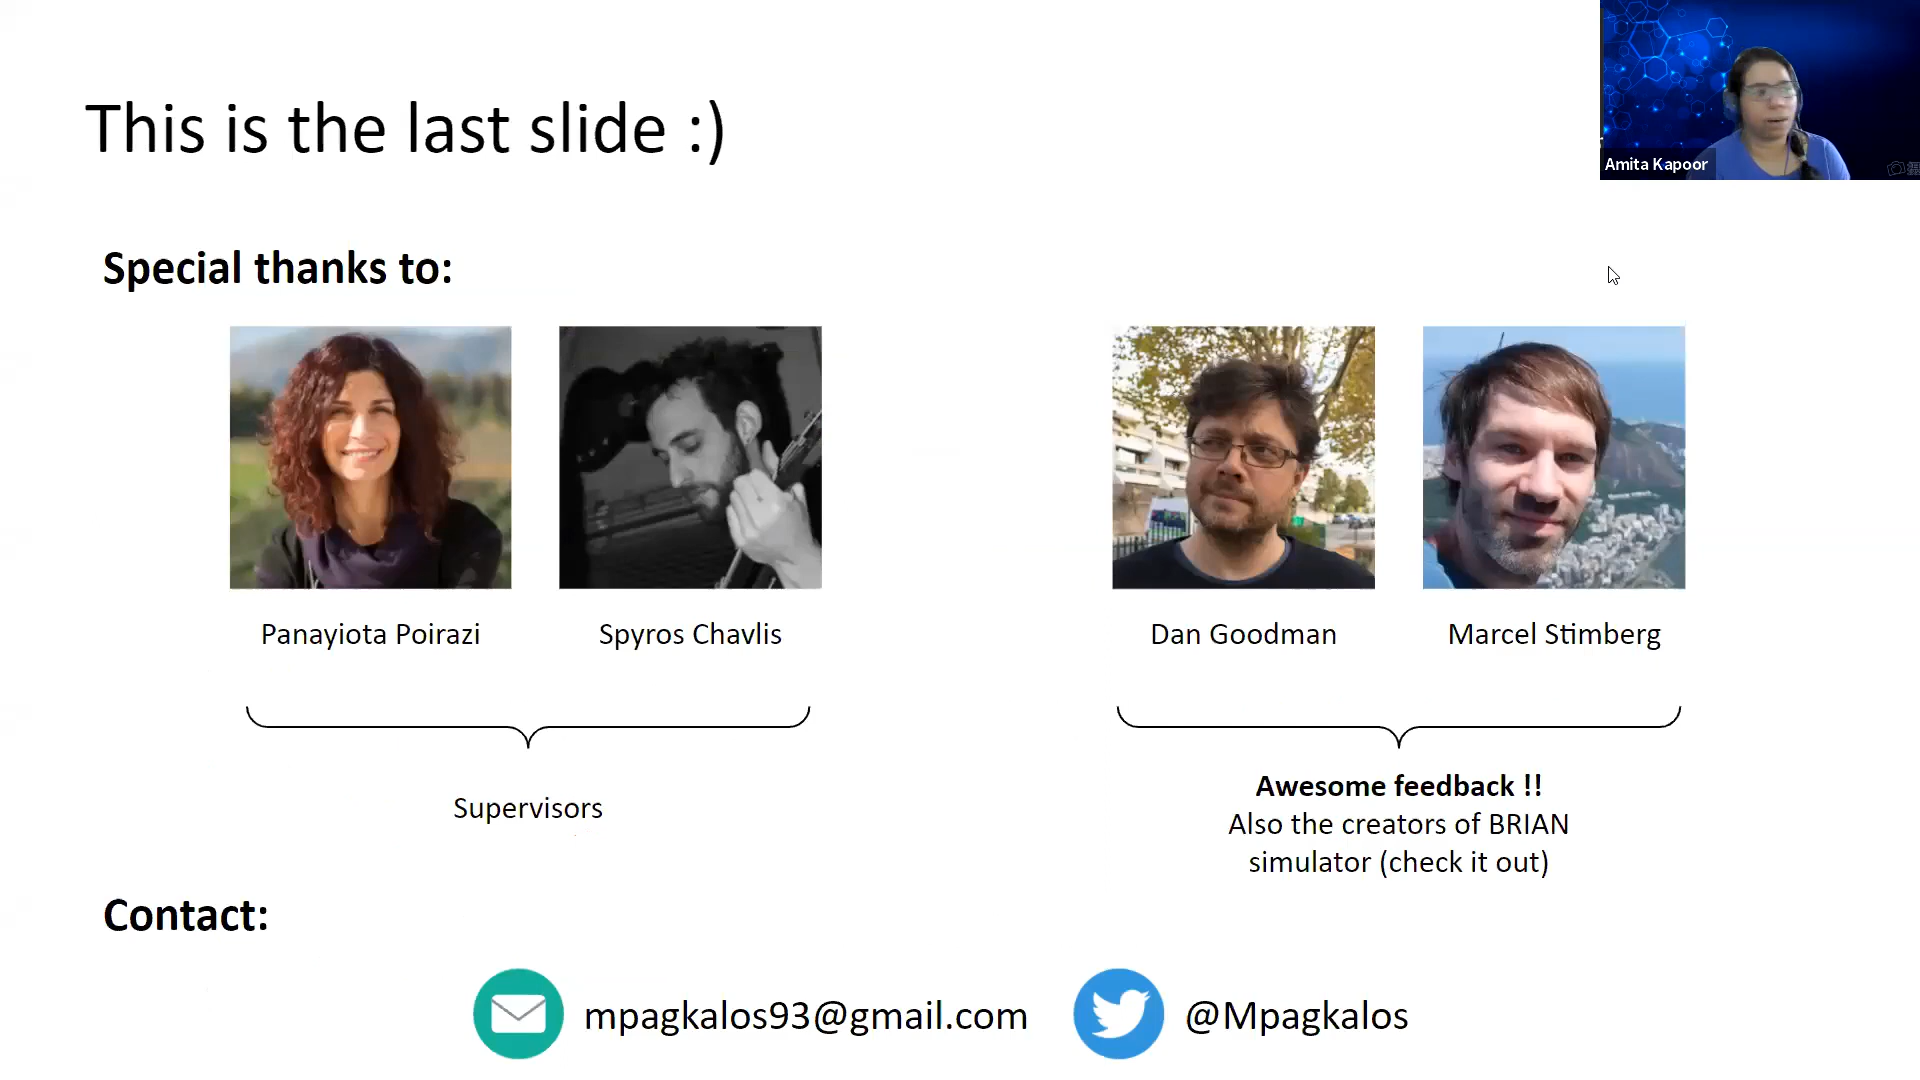 This is the last slide :)
Amita Kapoor
Special thanks to:
Panayiota Poirazi
Spyros Chavlis
Dan Goodman
Marcel Stimberg
Supervisors
Awesome feedback !!
Also the creators of BRIAN
simulator (check it out)
Contact:
mpagkalos93@gmail.com
@Mpagkalos